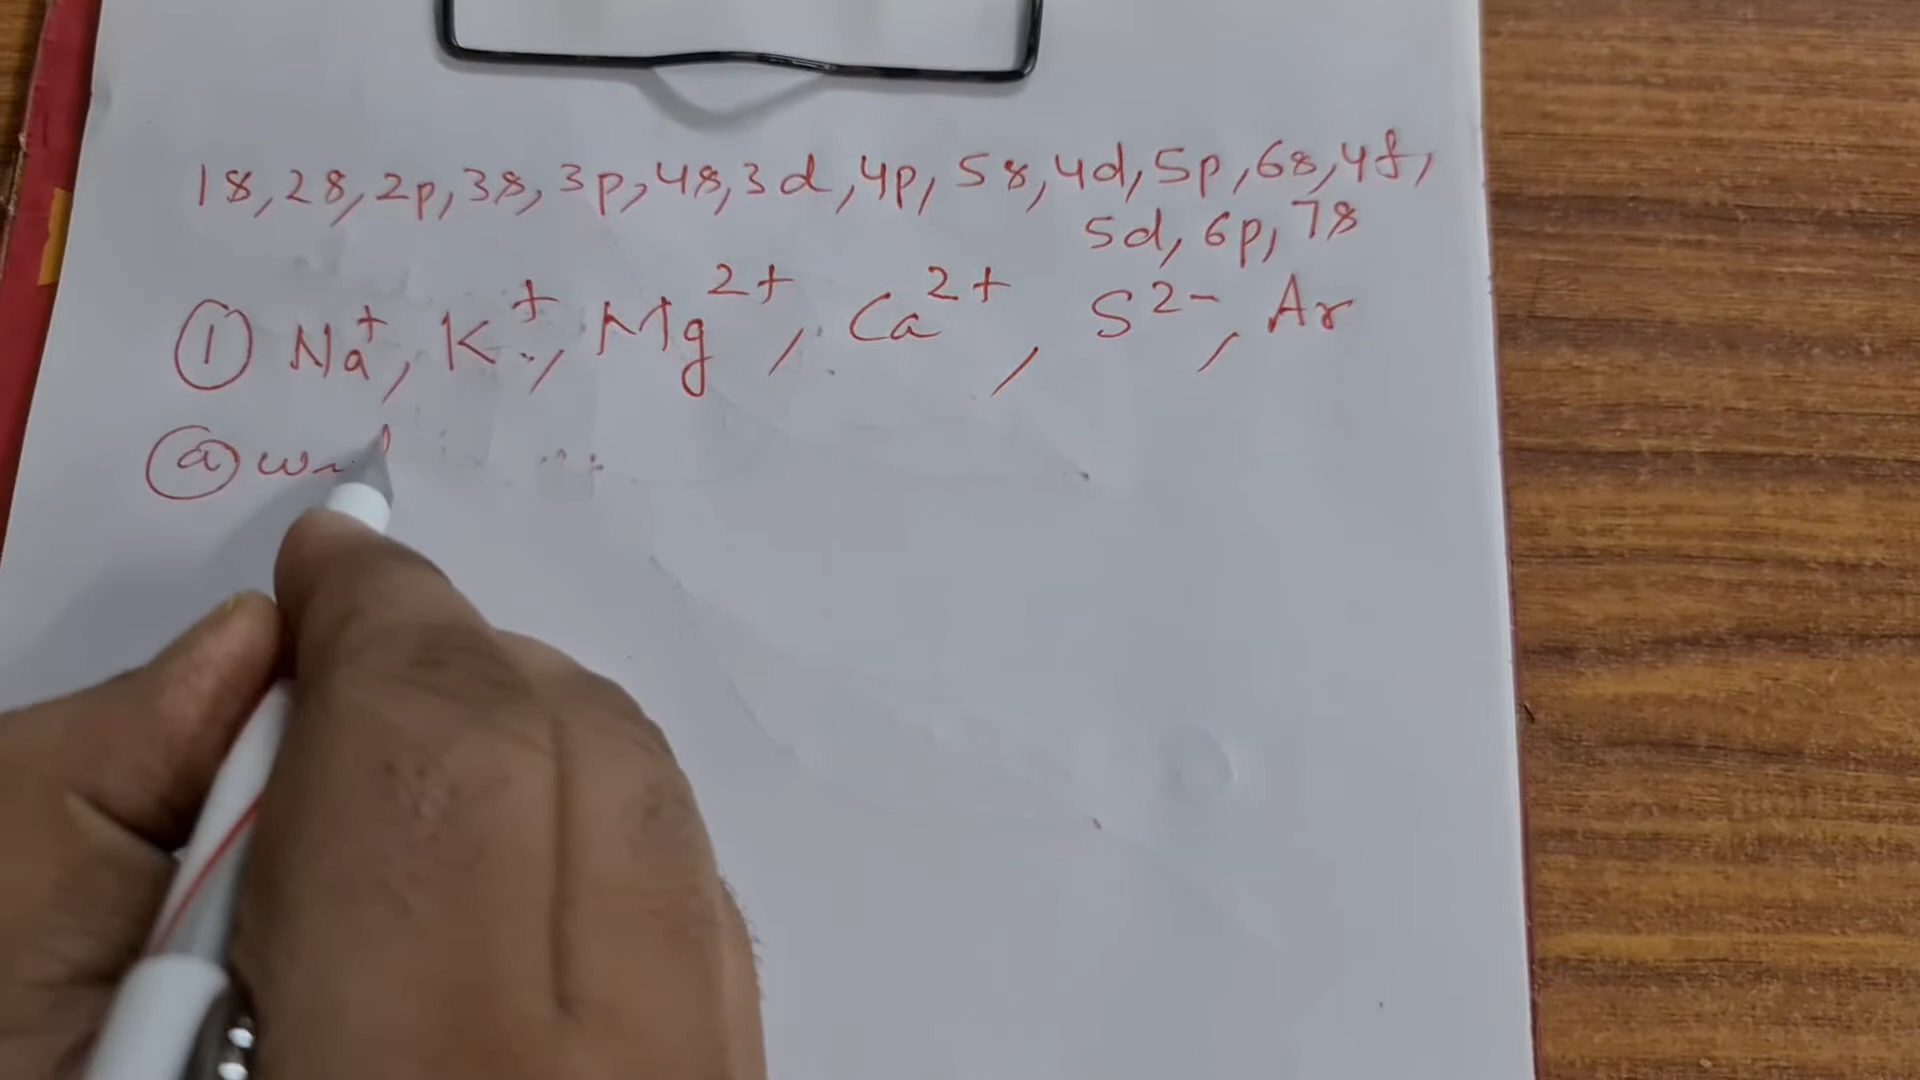 1s, 2s, 2p, 3s, 3p, 4s, 3d, 4p, 5s, 4d, 5p, 6s, 4f,
5d, 6p, 7s
① Na⁺, K⁺, Mg²⁺, Ca²⁺, S²⁻, Ar
ⓐ